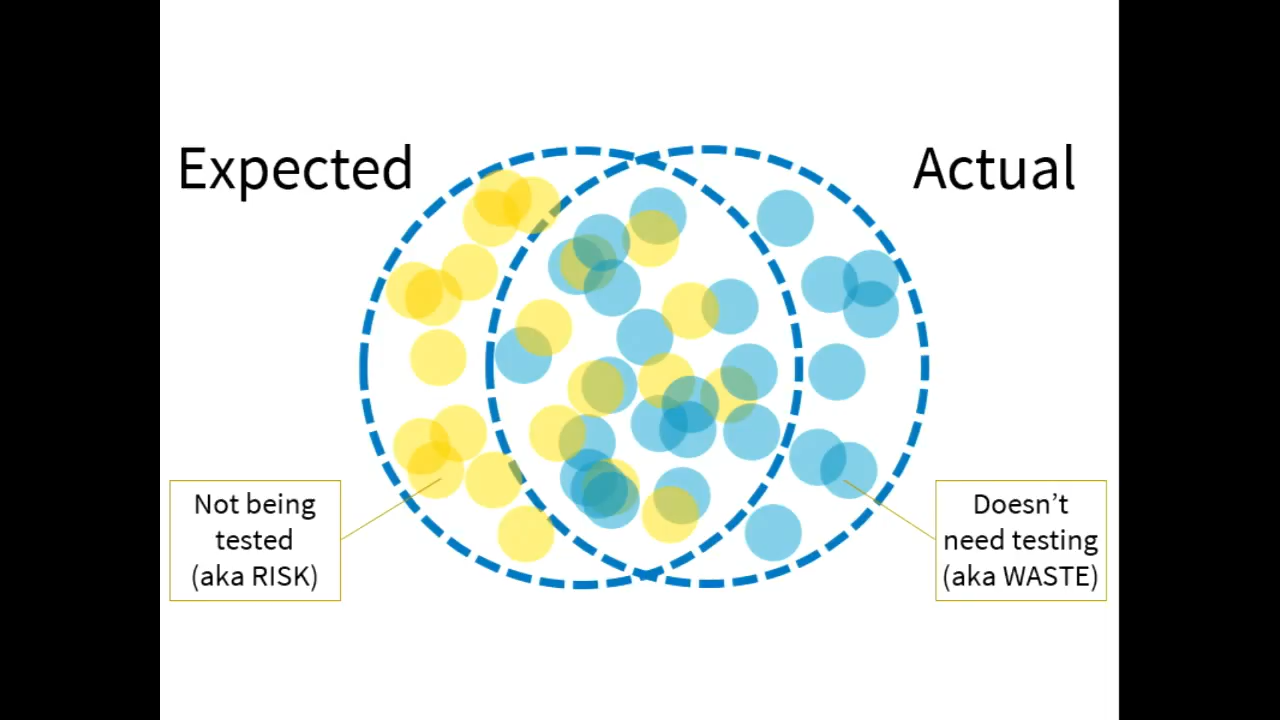 Expected
Actual
Not being
tested
(aka RISK)
Doesn’t
need testing
(aka WASTE)